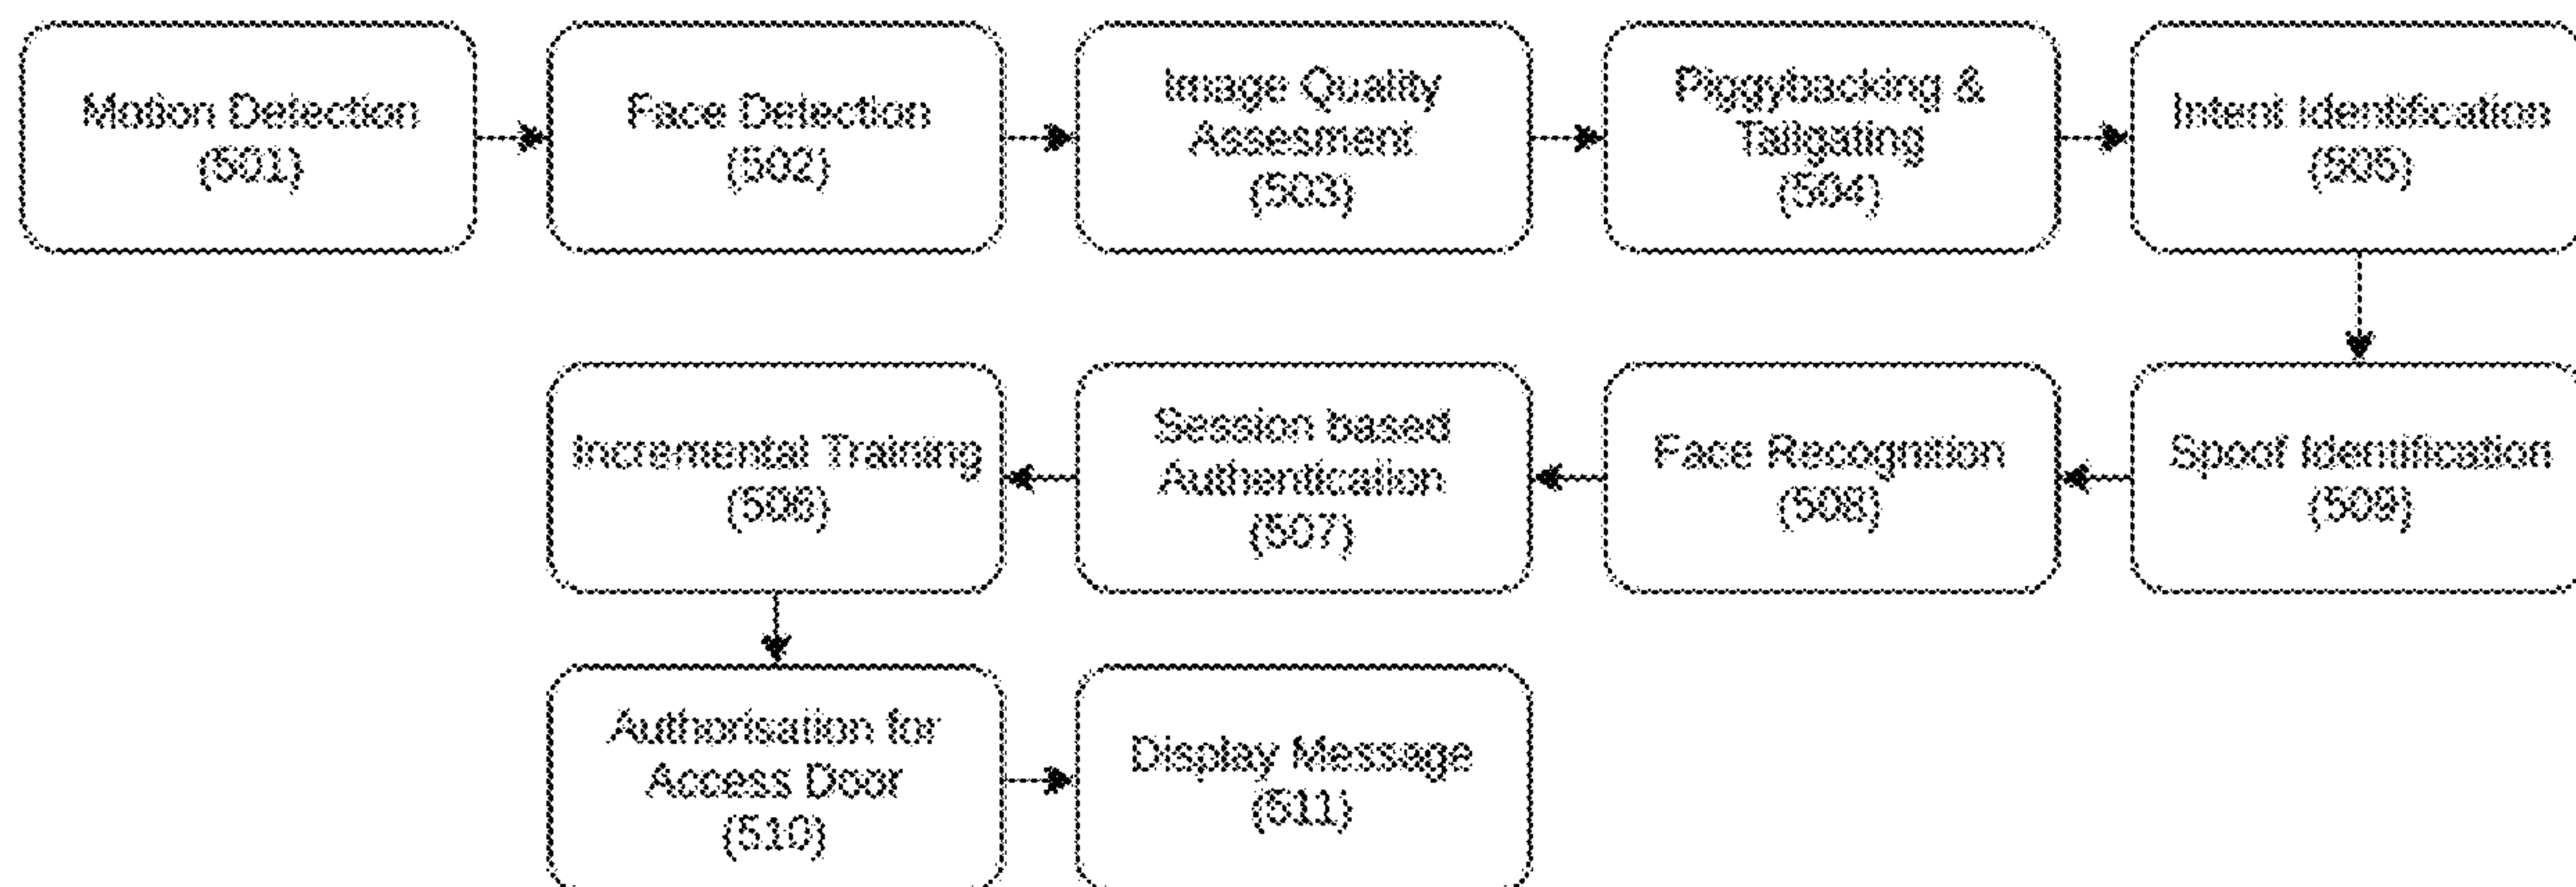 Motion Detection
(501)
Face Detection
(502)
Image Quality
Assesment
(503)
Piggybacking &
Tailgating
(504)
Intent Identification
(505)
Incremental Training
(506)
Session based
Authentication
(507)
Face Recognition
(508)
Spoof Identification
(509)
Authorisation for
Access Door
(510)
Display Message
(511)